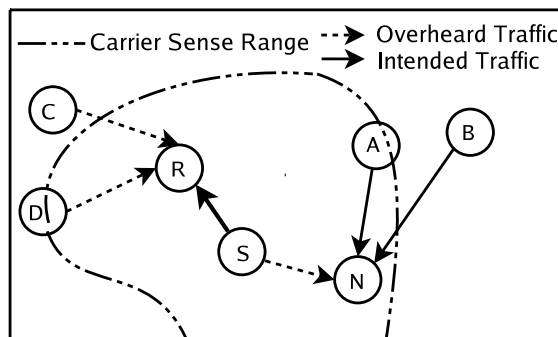 Carrier Sense Range
Overheard Traffic
Intended Traffic
C
B
A
R
D
S
N